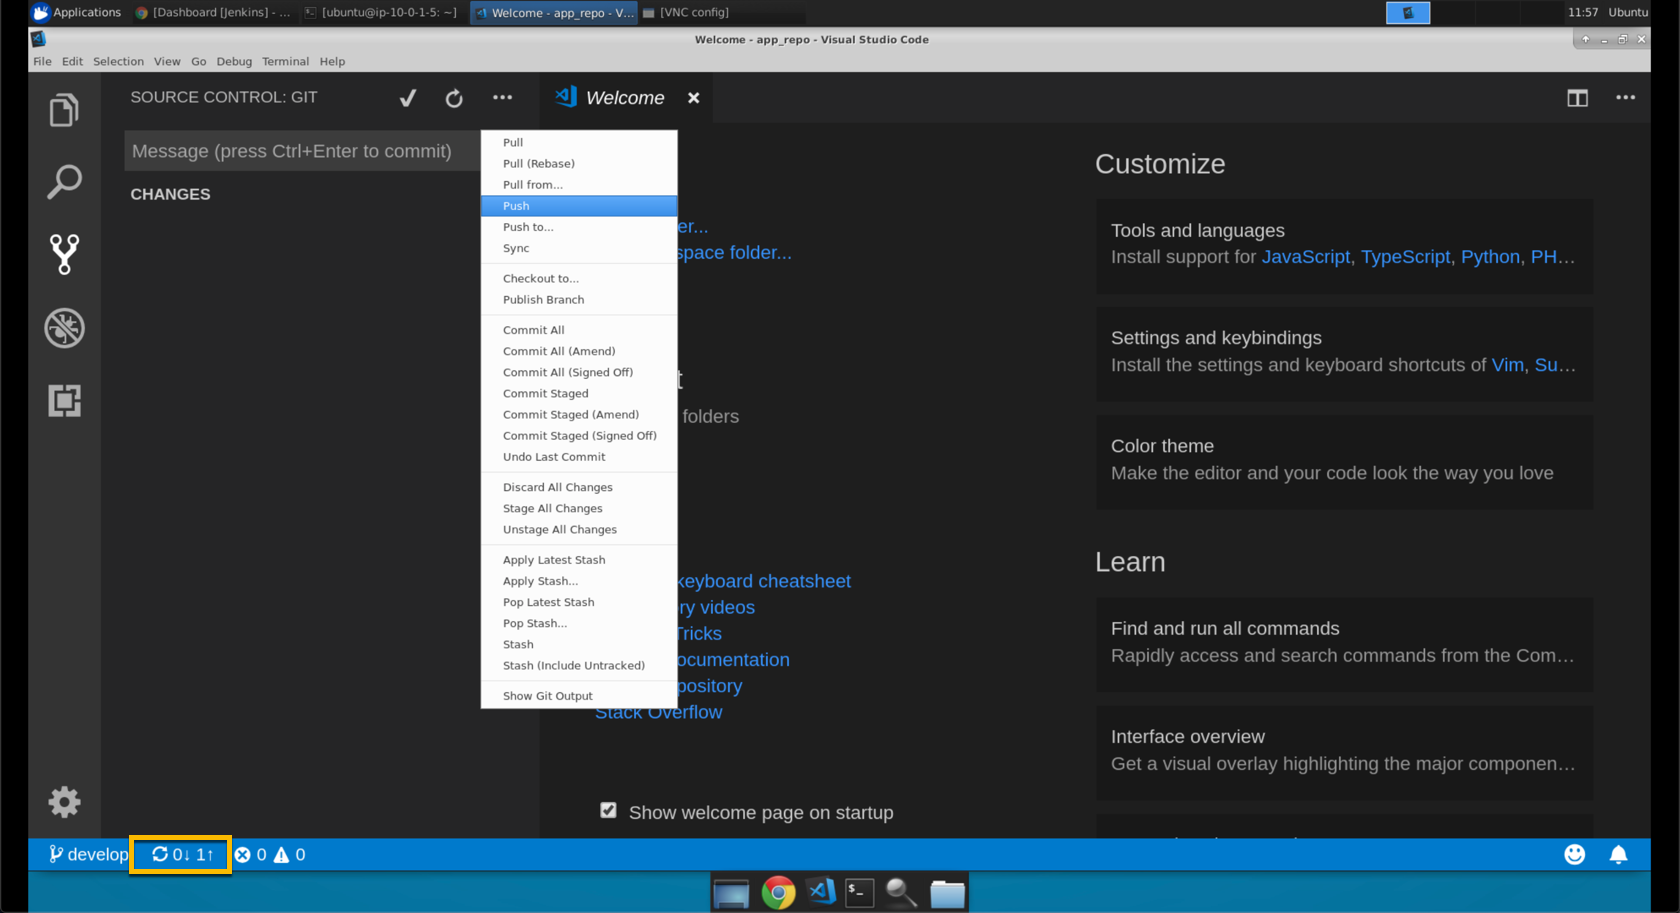 Applications [Dashboard [Jenkins] - ... [ubuntu@ip-10-0-1-5: ~] Welcome - app_repo - V... [VNC config] 11:57 Ubuntu
Welcome - app_repo - Visual Studio Code
File Edit Selection View Go Debug Terminal Help
SOURCE CONTROL: GIT
Welcome
Message (press Ctrl+Enter to commit)
CHANGES
Pull
Pull (Rebase)
Pull from...
Push
Push to...
Sync
Checkout to...
Publish Branch
Commit All
Commit All (Amend)
Commit All (Signed Off)
Commit Staged
Commit Staged (Amend)
Commit Staged (Signed Off)
Undo Last Commit
Discard All Changes
Stage All Changes
Unstage All Changes
Apply Latest Stash
Apply Stash...
Pop Latest Stash
Pop Stash...
Stash
Stash (Include Untracked)
Show Git Output
er...
space folder...
t
folders
keyboard cheatsheet
ry videos
Tricks
ocumentation
pository
Stack Overflow
Show welcome page on startup
Customize
Tools and languages
Install support for JavaScript, TypeScript, Python, PH...
Settings and keybindings
Install the settings and keyboard shortcuts of Vim, Su...
Color theme
Make the editor and your code look the way you love
Learn
Find and run all commands
Rapidly access and search commands from the Com...
Interface overview
Get a visual overlay highlighting the major componen...
develop 0↓ 1↑ 0 0